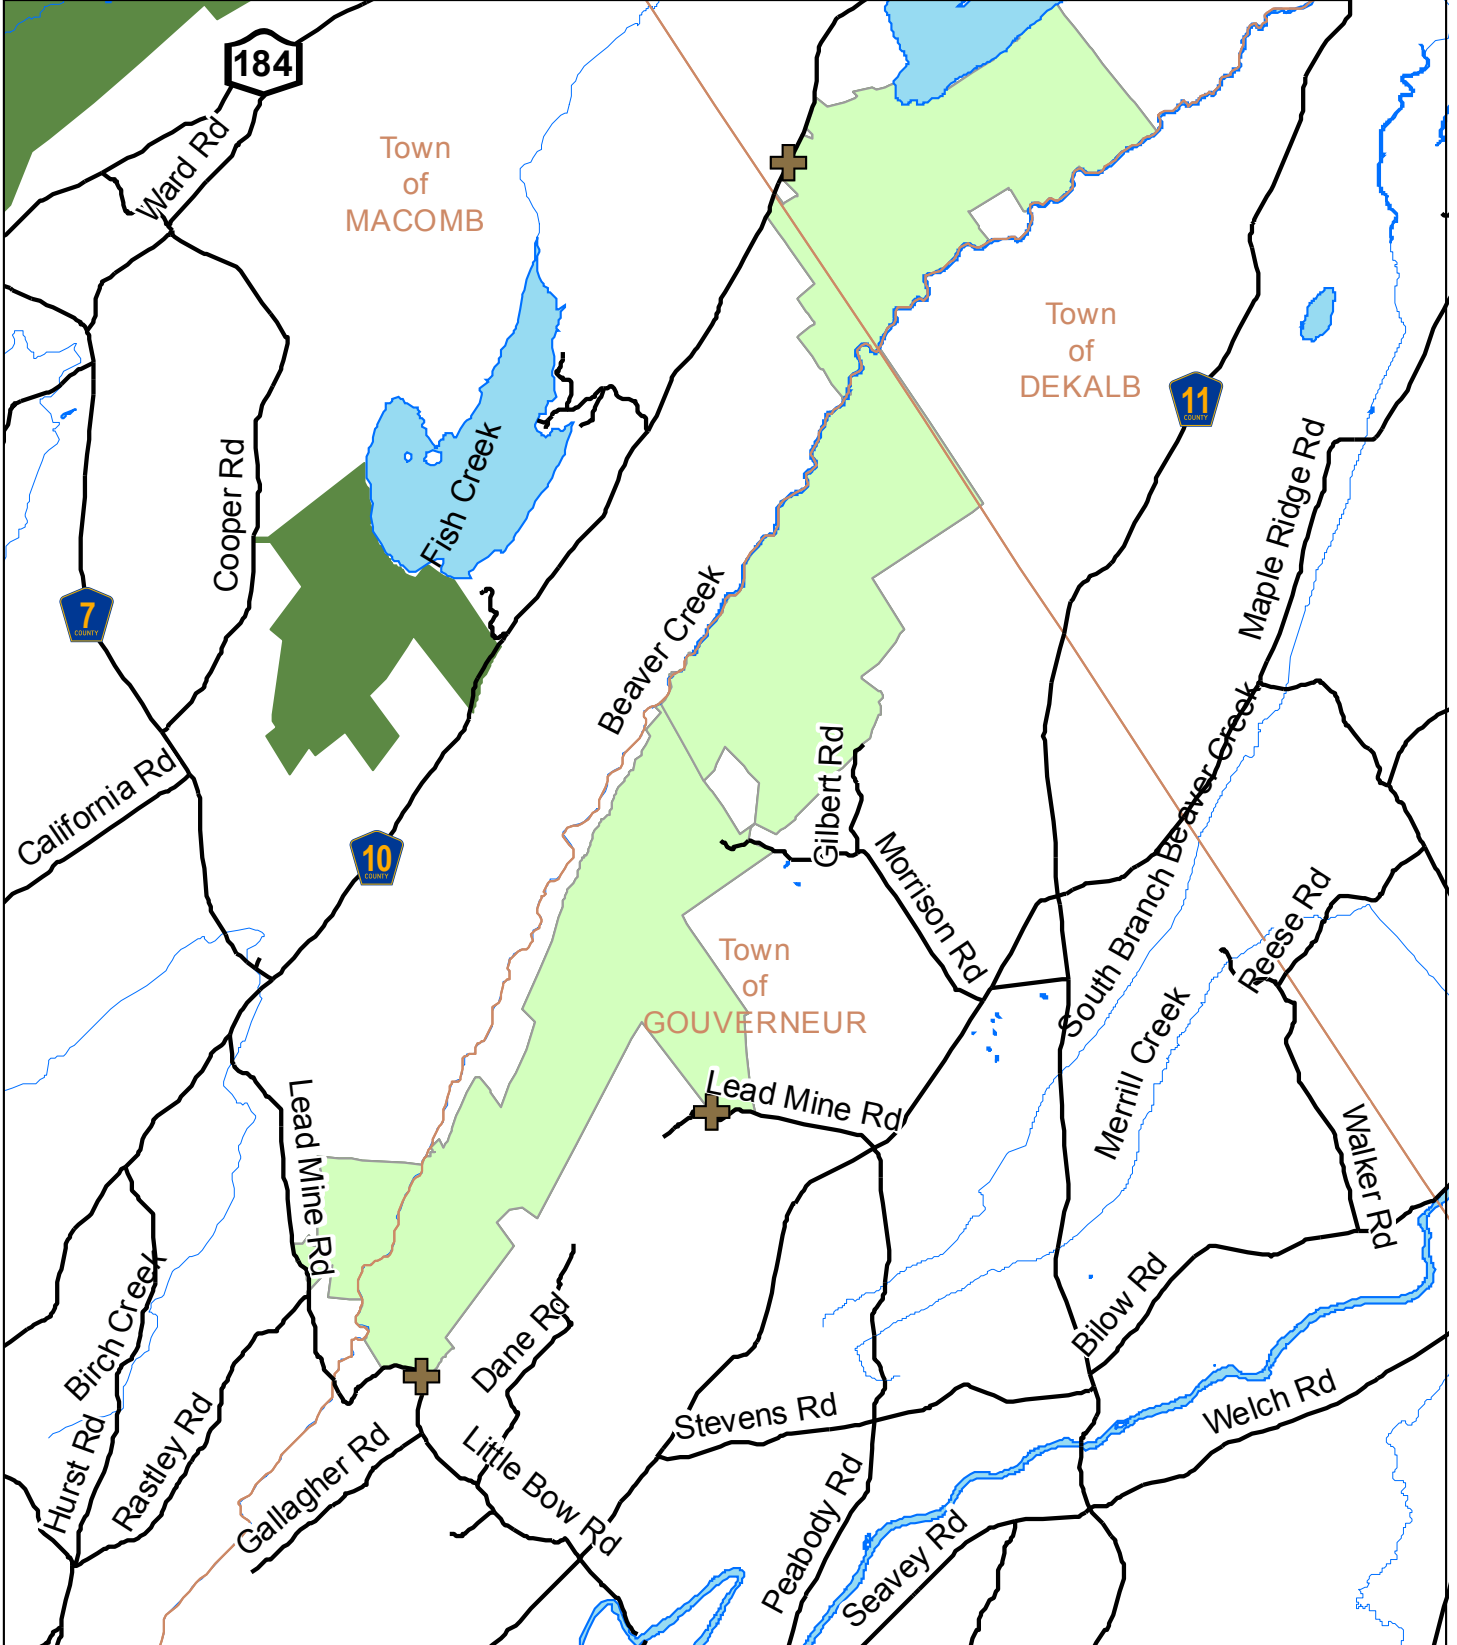 184
Ward Rd
Town
of
MACOMB
Town
of
DEKALB
11
COUNTY
Cooper Rd
Fish Creek
Maple Ridge Rd
7
COUNTY
Beaver Creek
California Rd
10
COUNTY
Gilbert Rd
Morrison Rd
South Branch Beaver Creek
Reese Rd
Town
of
GOUVERNEUR
Merrill Creek
Lead Mine Rd
Lead Mine Rd
Walker Rd
Birch Creek
Dane Rd
Bilow Rd
Hurst Rd
Rastley Rd
Gallagher Rd
Little Bow Rd
Stevens Rd
Welch Rd
Peabody Rd
Seavey Rd